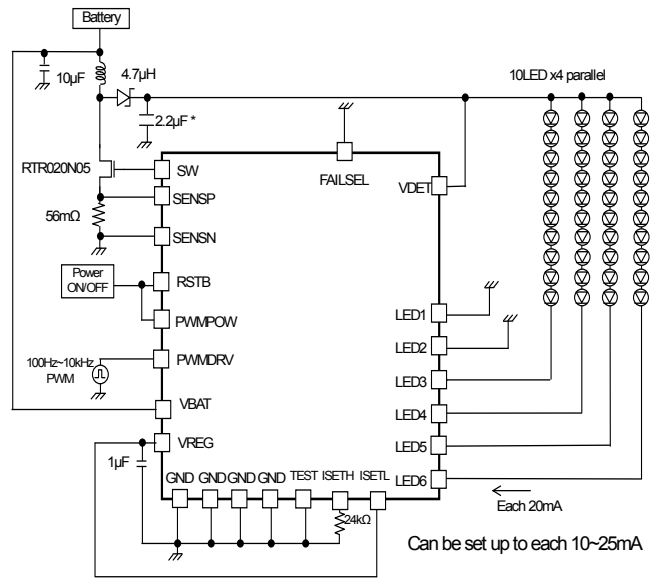 Battery
10µF
4.7µH
10LED x4 parallel
2.2µF *
RTR020N05
SW
FAILSEL
VDET
SENSP
56mΩ
SENSN
Power
ON/OFF
RSTB
PWMPOW
LED1
LED2
100Hz~10kHz
PWM
PWMDRV
LED3
VBAT
LED4
VREG
LED5
1µF
GND GND GND GND TEST ISETH ISETL
LED6
Each 20mA
24kΩ
Can be set up to each 10~25mA